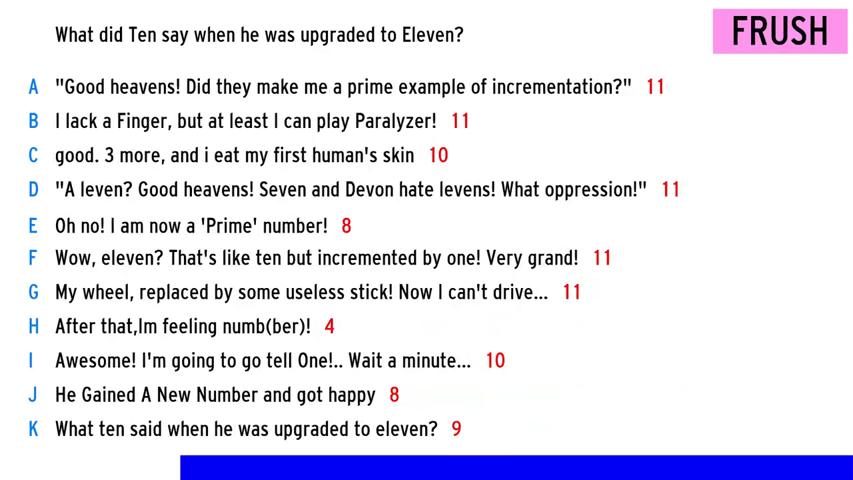 What did Ten say when he was upgraded to Eleven?
FRUSH
A "Good heavens! Did they make me a prime example of incrementation?" 11
B I lack a Finger, but at least I can play Paralyzer! 11
C good. 3 more, and i eat my first human's skin 10
D "A leven? Good heavens! Seven and Devon hate levens! What oppression!" 11
E Oh no! I am now a 'Prime' number! 8
F Wow, eleven? That's like ten but incremented by one! Very grand! 11
G My wheel, replaced by some useless stick! Now I can't drive... 11
H After that,Im feeling numb(ber)! 4
I Awesome! I'm going to go tell One!.. Wait a minute... 10
J He Gained A New Number and got happy 8
K What ten said when he was upgraded to eleven? 9